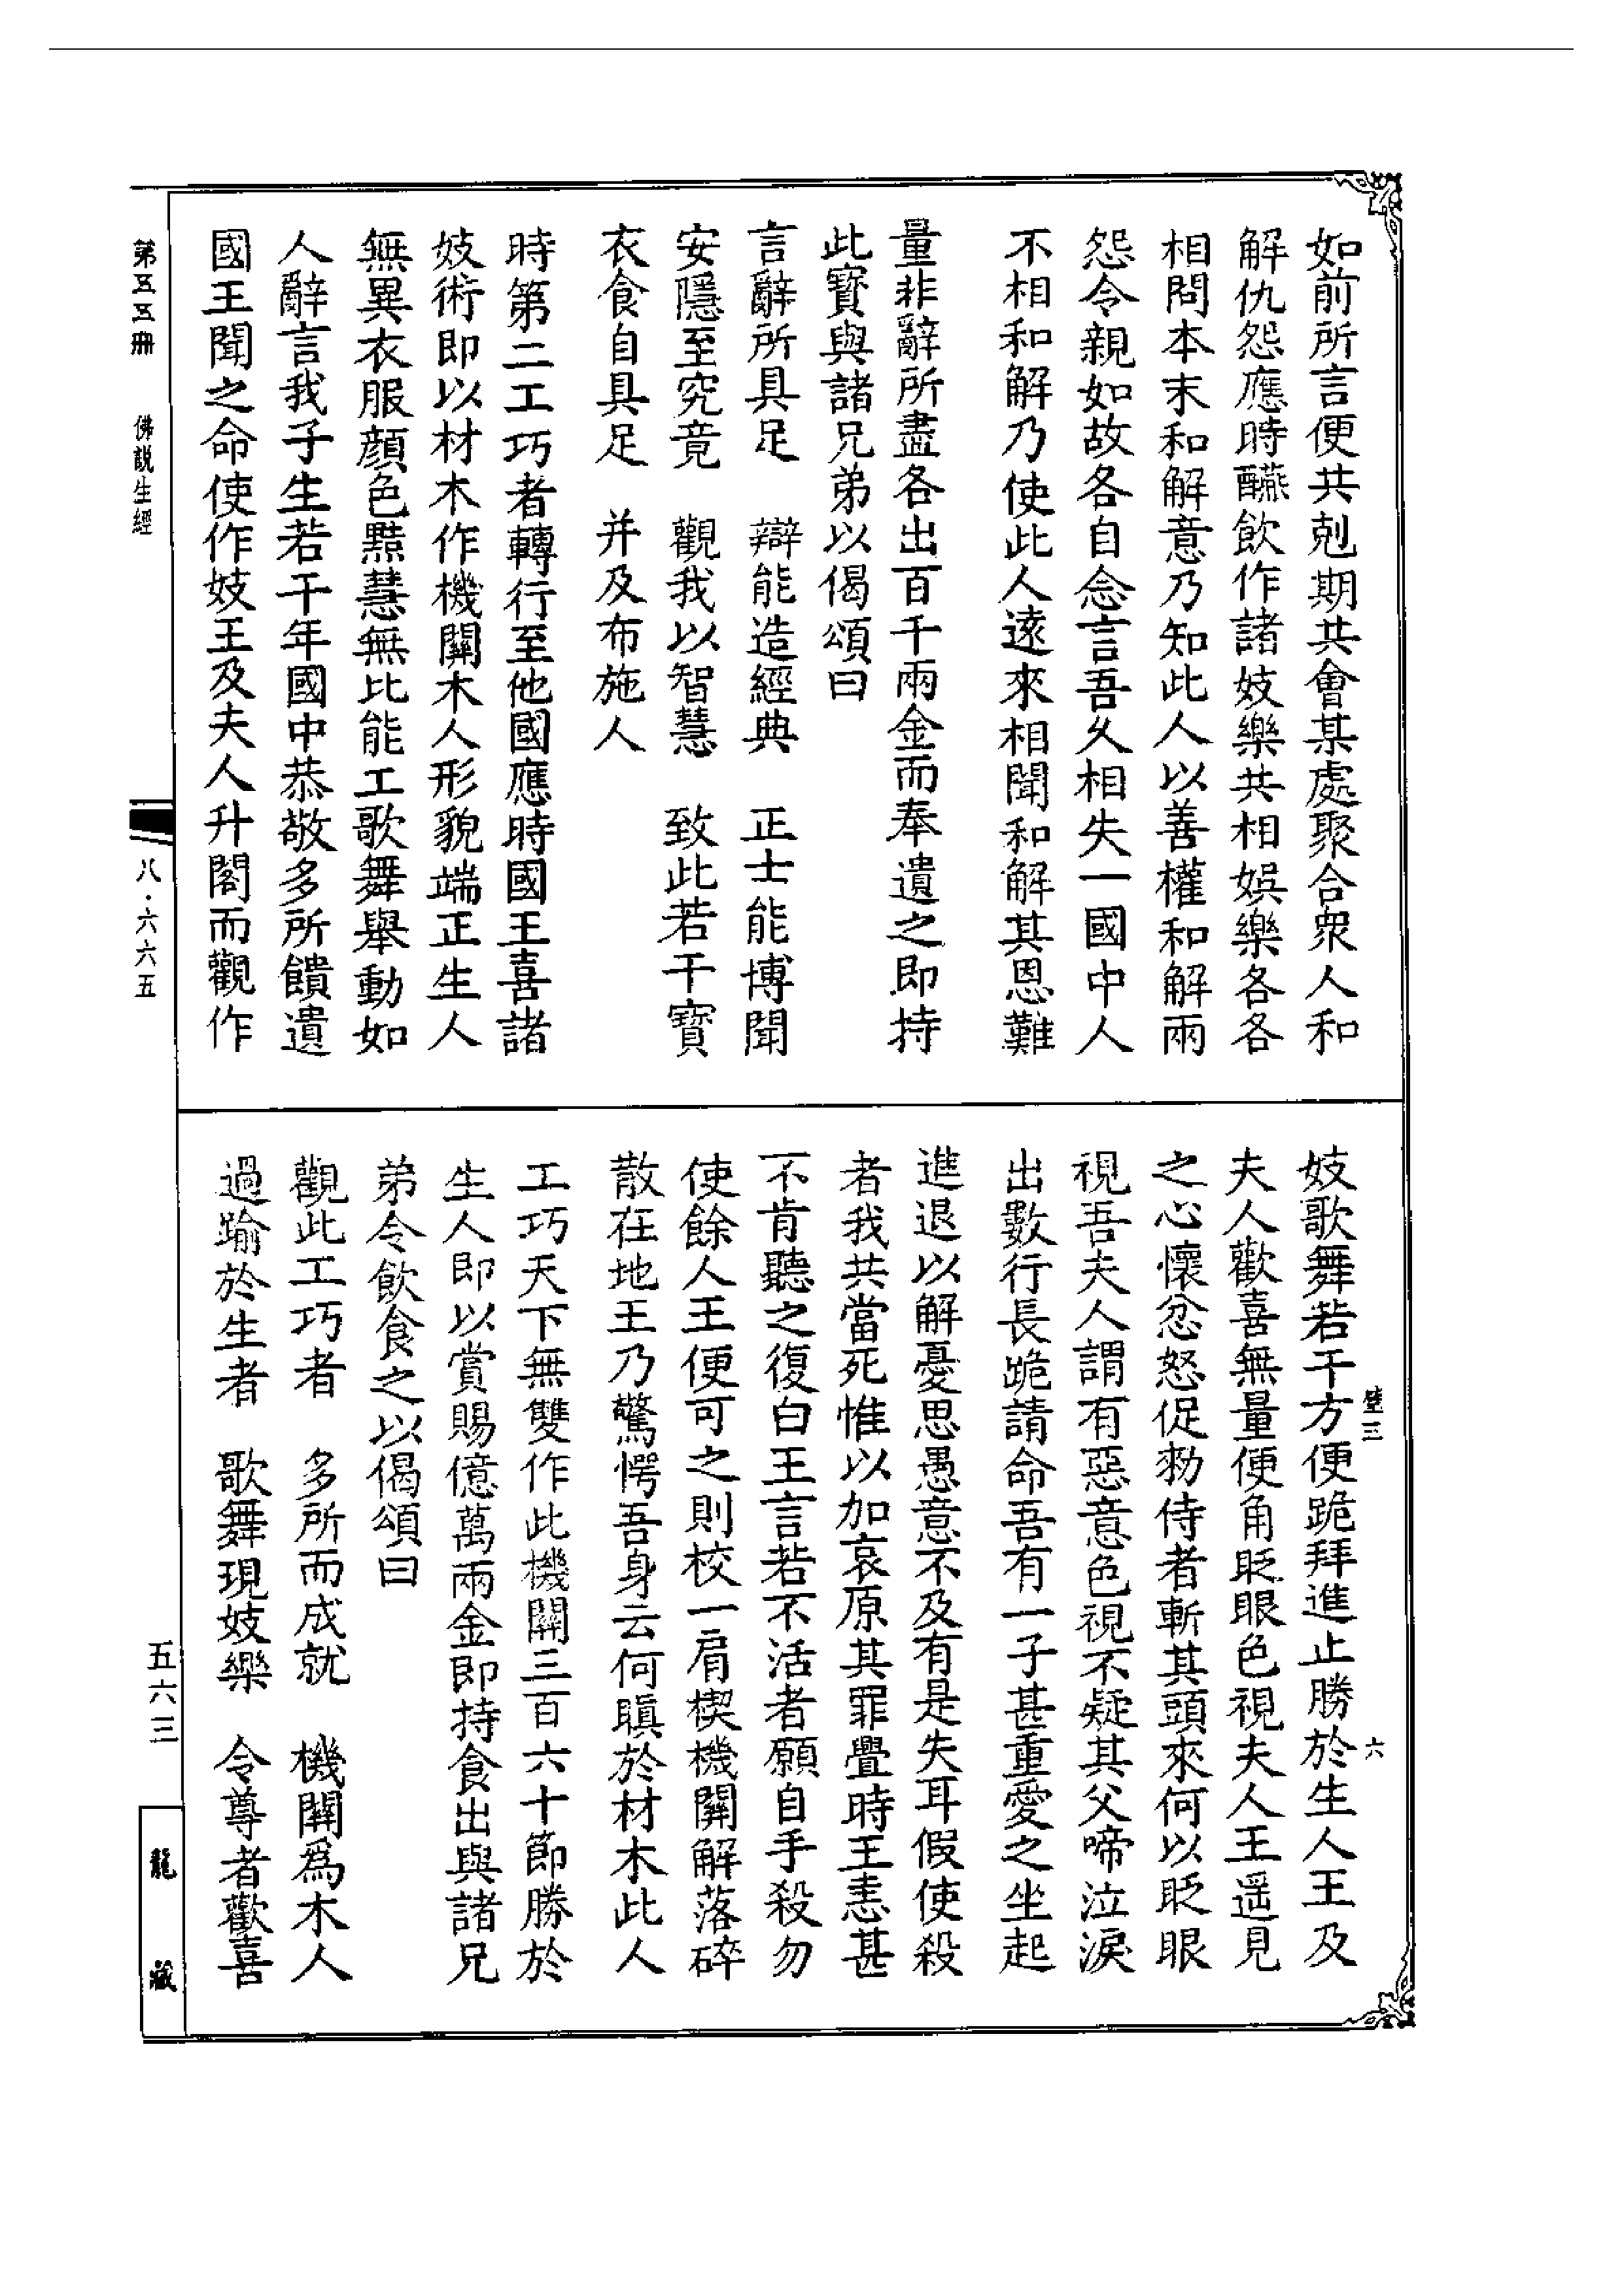 如前所言便共剋期共會某處聚合眾人和
解仇怨應時醼飲作諸妓樂共相娛樂各各
相問本末和解意乃知此人以善權和解兩
怨令親如故各自念言吾久相失一國中人
不相和解乃使此人遠來相聞和解其恩難
量非辭所盡各出百千兩金而奉遺之即持
此寶與諸兄弟以偈頌曰
言辭所具足　辯能造經典　正士能博聞
安隱至究竟　觀我以智慧　致此若干寶
衣食自具足　并及布施人
時第二工巧者轉行至他國應時國王喜諸
妓術即以材木作機關木人形貌端正生人
無異衣服顏色黠慧無比能工歌舞舉動如
人辭言我子生若干年國中恭敬多所饋遺
國王聞之命使作妓王及夫人升閣而觀作
妓歌舞若干方便跪拜進止勝於生人王及
夫人歡喜無量便角眨眼色視夫人王遥見
之心懷忿怒促勑侍者斬其頭來何以眨眼
視吾夫人謂有惡意色視不疑其父啼泣淚
出數行長跪請命吾有一子甚重愛之坐起
進退以解憂思愚意不及有是失耳假使殺
者我共當死惟以加哀原其罪舋時王恚甚
不肯聽之復白王言若不活者願自手殺勿
使餘人王便可之則挍一肩楔機關解落碎
散在地王乃驚愕吾身云何瞋於材木此人
工巧天下無雙作此機關三百六十節勝於
生人即以賞賜億萬兩金即持食出與諸兄
弟令飲食之以偈頌曰
觀此工巧者　多所而成就　機關爲木人
過踰於生者　歌舞現妓樂　令尊者歡喜
第五五册　佛説生經
八·六六五
五六三
龍藏
壁三
六